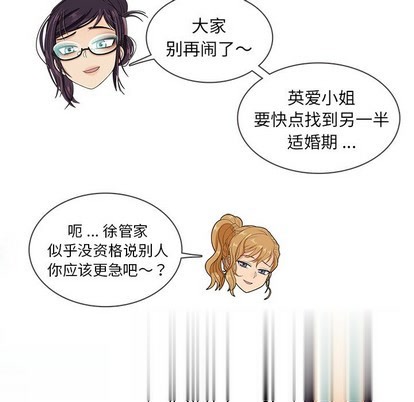 大家
别再闹了～
英爱小姐
要快点找到另一半
适婚期 ...
呃 ... 徐管家
似乎没资格说别人
你应该更急吧～？